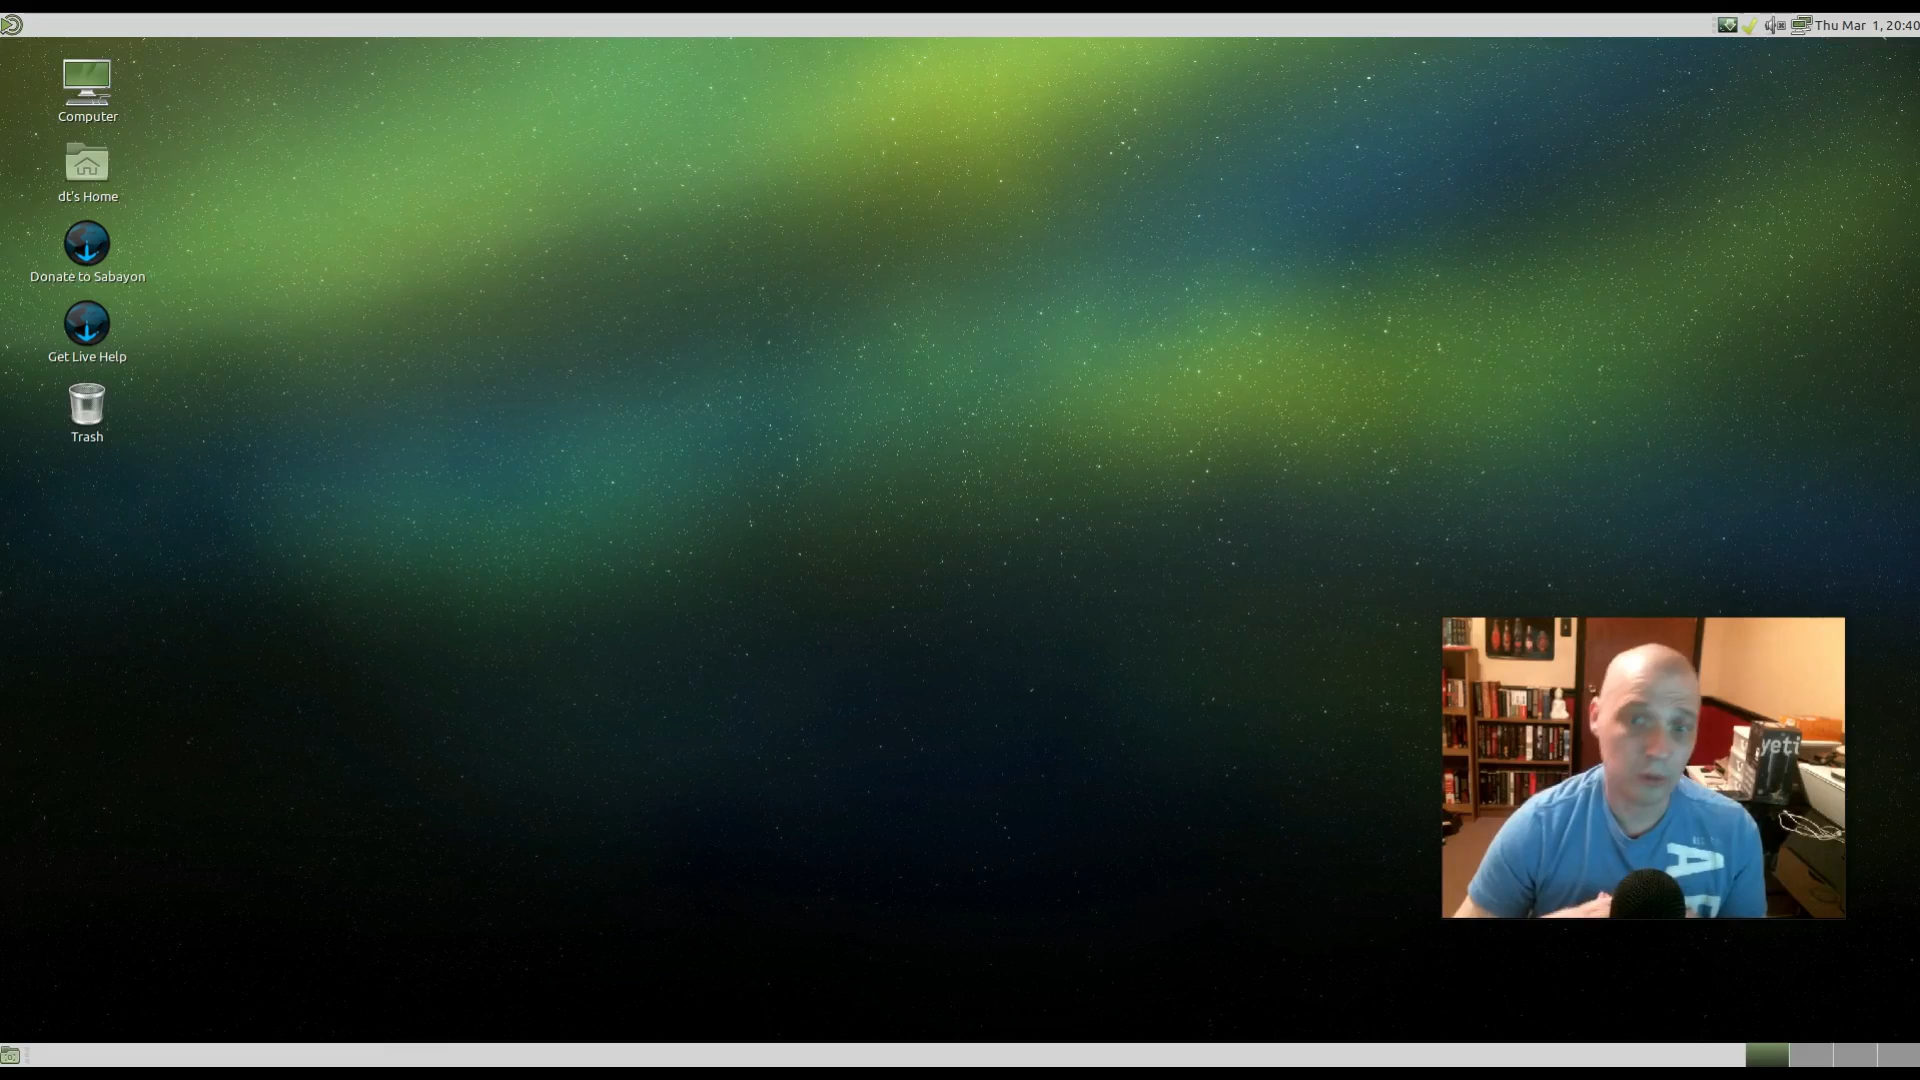 Thu Mar 1, 20:40
Computer
dt's Home
Donate to Sabayon
Get Live Help
Trash
yeti
A